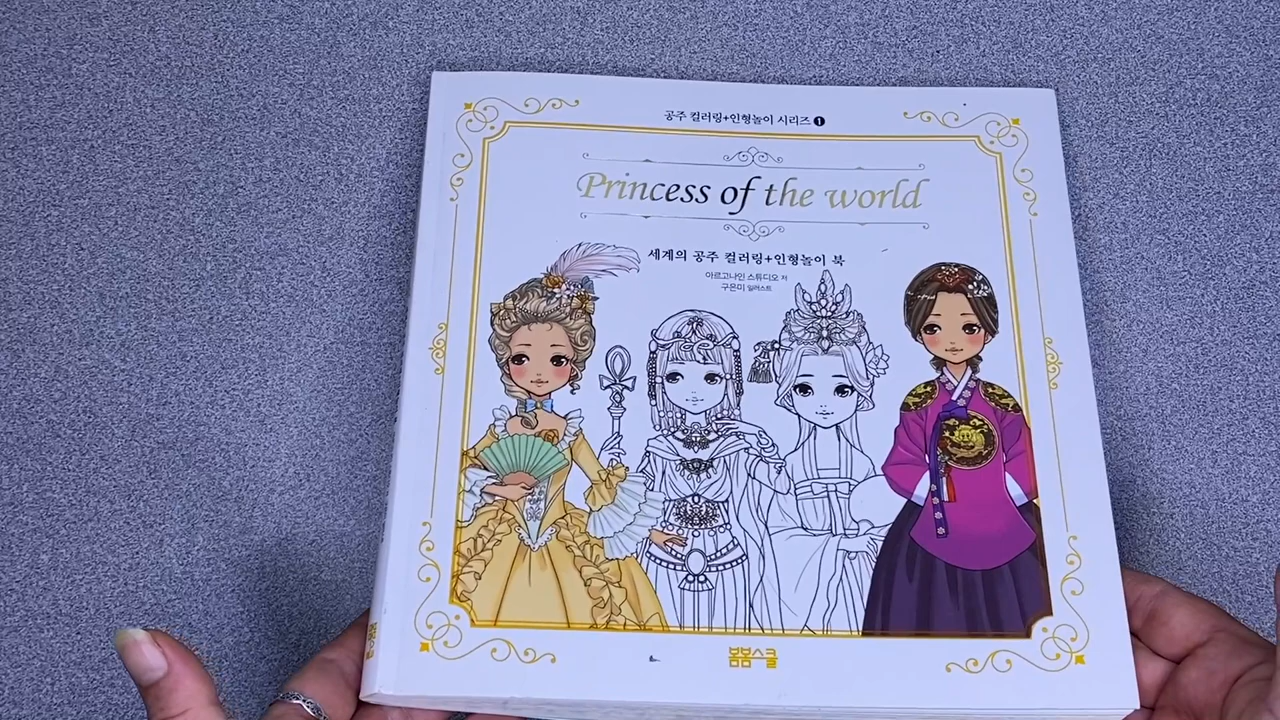 공주 컬러링+인형놀이 시리즈 1
Princess of the world
세계의 공주 컬러링+인형놀이 북
아르고나인 스튜디오 저
구은미 일러스트
봄봄스쿨